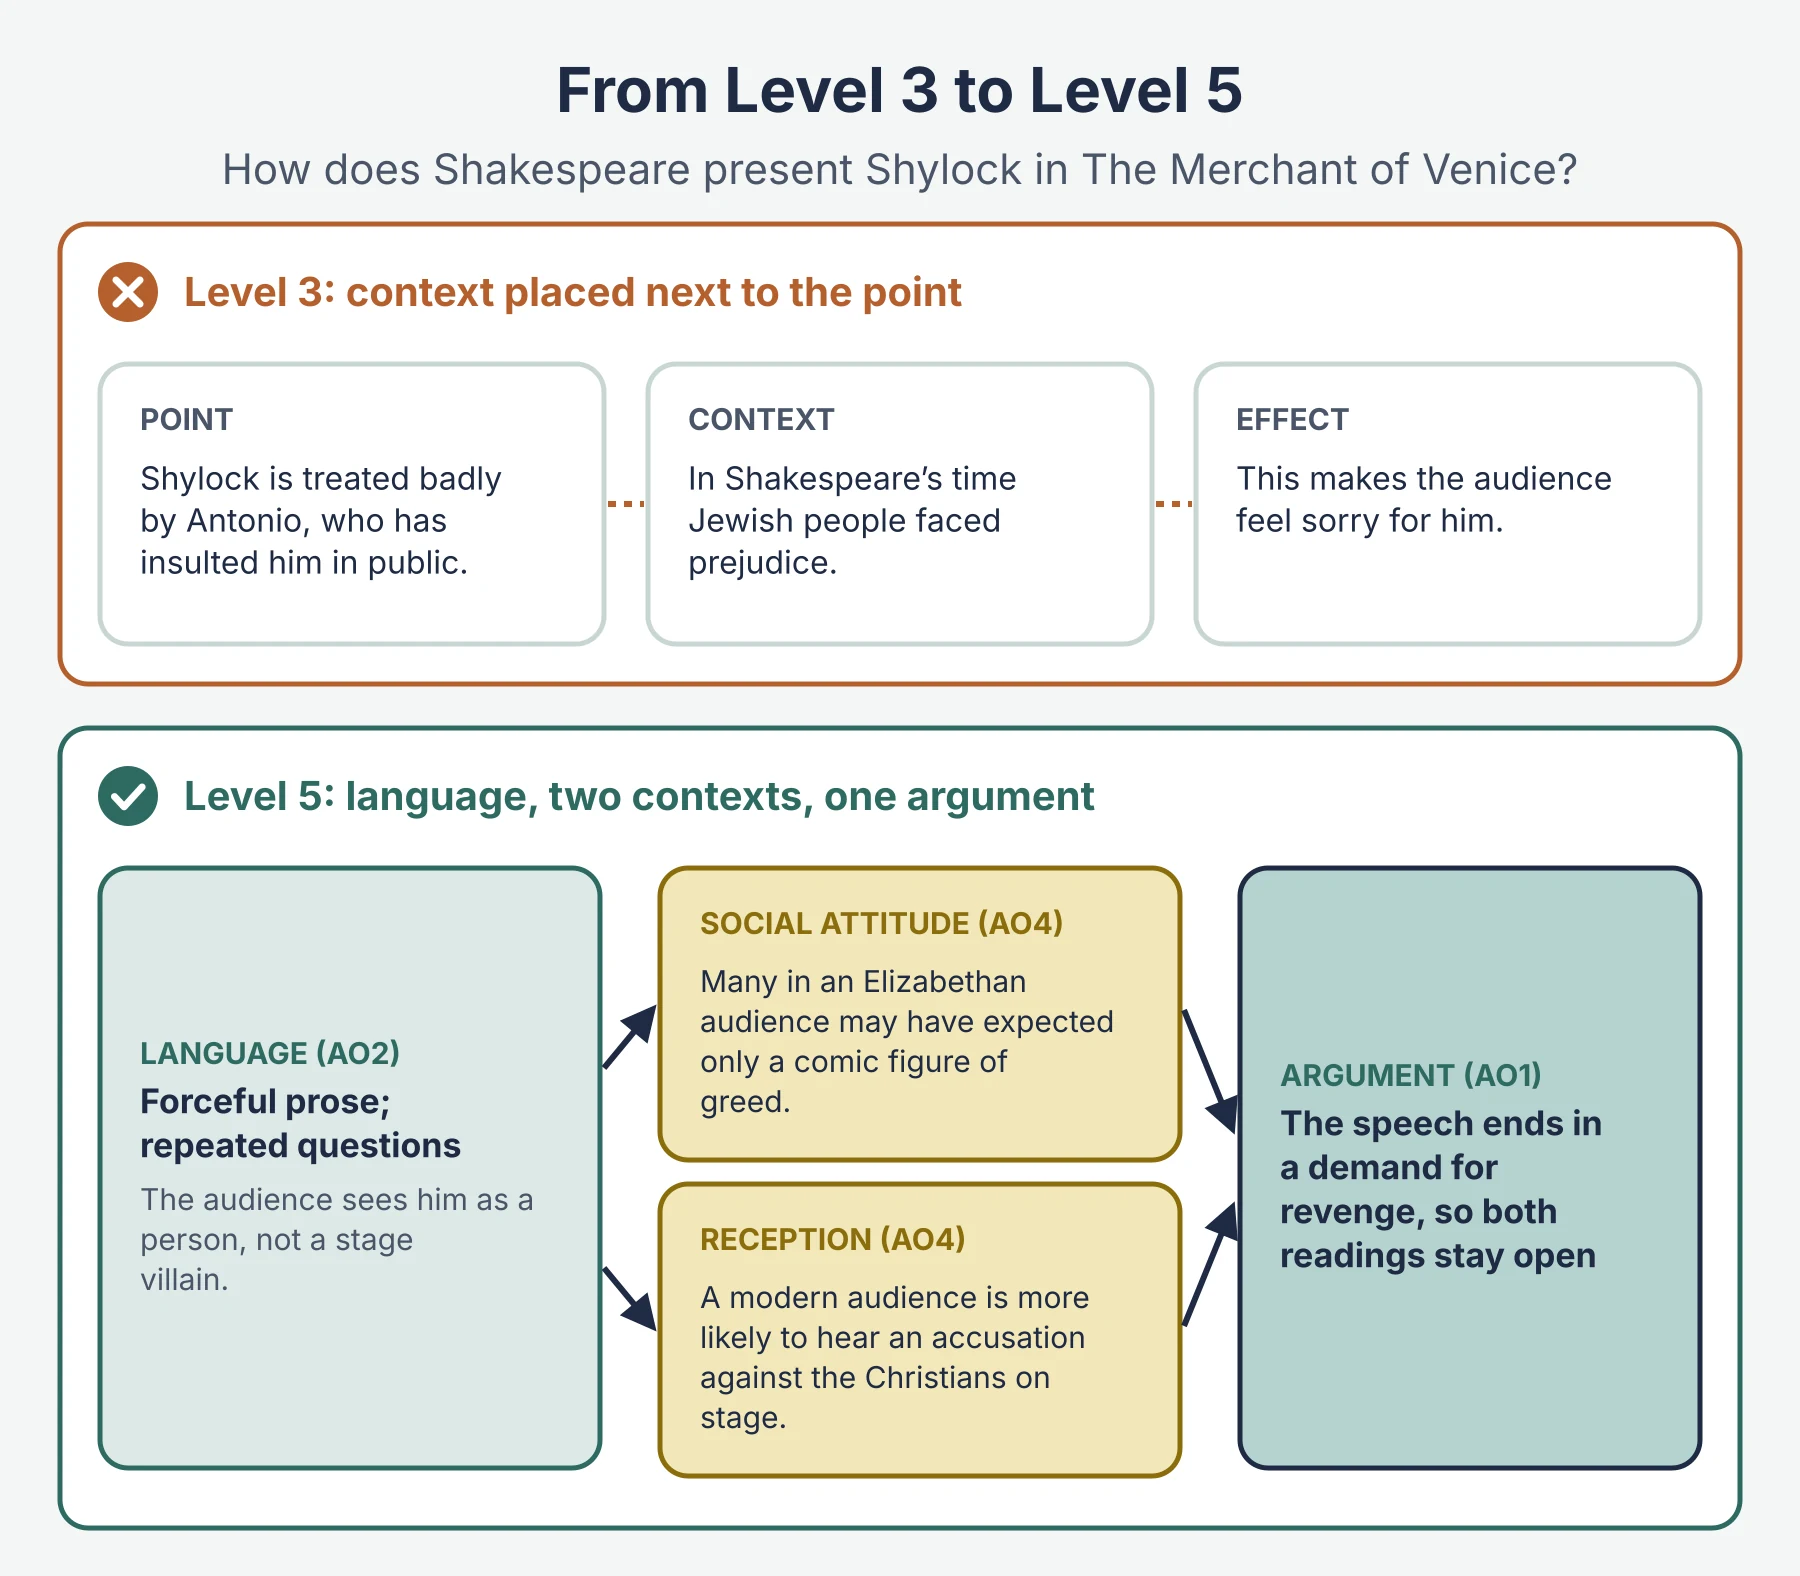 From Level 3 to Level 5
How does Shakespeare present Shylock in The Merchant of Venice?
Level 3: context placed next to the point
POINT
Shylock is treated badly
by Antonio, who has
insulted him in public.
CONTEXT
In Shakespeare’s time
Jewish people faced
prejudice.
EFFECT
This makes the audience
feel sorry for him.
Level 5: language, two contexts, one argument
LANGUAGE (AO2)
Forceful prose;
repeated questions
The audience sees him as a
person, not a stage
villain.
SOCIAL ATTITUDE (AO4)
Many in an Elizabethan
audience may have expected
only a comic figure of
greed.
RECEPTION (AO4)
A modern audience is more
likely to hear an accusation
against the Christians on
stage.
ARGUMENT (AO1)
The speech ends in
a demand for
revenge, so both
readings stay open